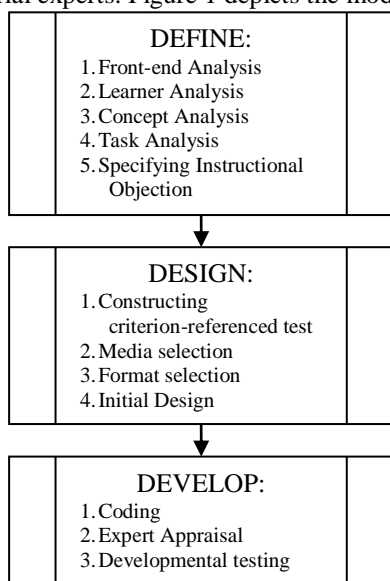 rial experts. Figure 1 depicts the mod
DEFINE:
1.Front-end Analysis
2.Learner Analysis
3.Concept Analysis
4.Task Analysis
5.Specifying Instructional
Objection
DESIGN:
1.Constructing
criterion-referenced test
2.Media selection
3.Format selection
4.Initial Design
DEVELOP:
1.Coding
2.Expert Appraisal
3.Developmental testing